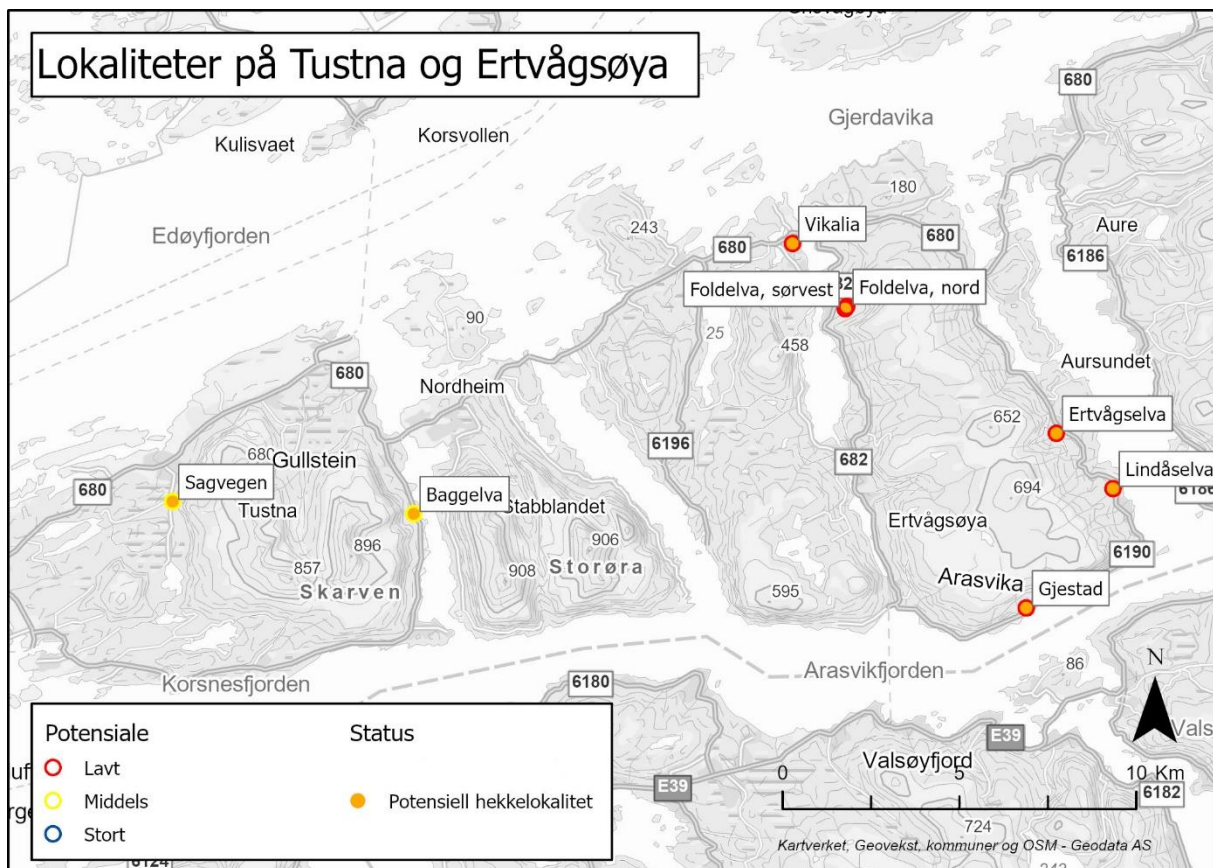 Lokaliteter på Tustna og Ertvågsøya
680
Kulisvaet
Korsvollen
Gjerdavika
180
Edøyfjorden
243
680
Vikalia
680
Aure
6186
Foldelva, sørvest
Foldelva, nord
90
25
458
680
Nordheim
Aursundet
652
Ertvågselva
680
Gullstein
6196
682
680
Sagvegen
Tustna
Baggelva
Stabblandet
694
Lindåselva
6186
Ertvågsøya
896
906
857
908
Storøra
Skarven
6190
Arasvika
595
Gjestad
Korsnesfjorden
6180
Arasvikfjorden
86
N
Potensiale
Status
Lavt
Middels
Potensiell hekkelokalitet
Stort
E39
E39
Valsøyfjord
0
5
10 Km
6182
724
Kartverket, Geovekst, kommuner og OSM - Geodata AS
6124